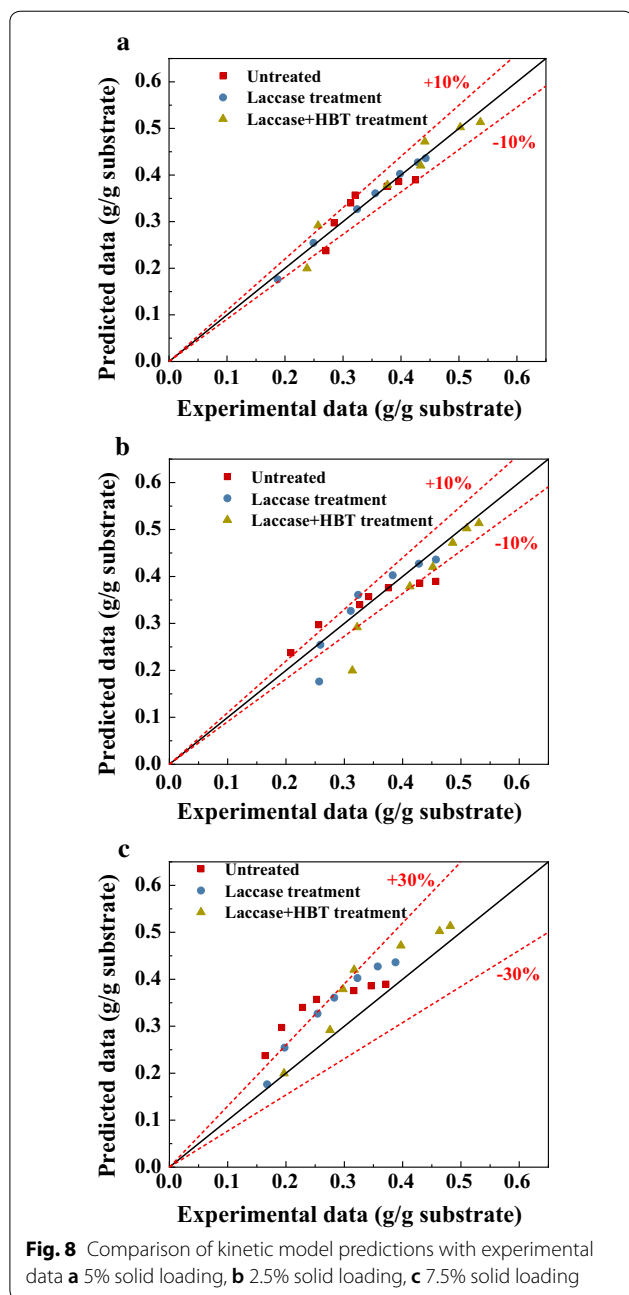 a
0.6
0.5
0.4
0.3
0.2
0.1
0.0
Predicted data (g/g substrate)
Untreated
Laccase treatment
Laccase+HBT treatment
+10%
-10%
0.0 0.1 0.2 0.3 0.4 0.5 0.6
Experimental data (g/g substrate)
b
0.6
0.5
0.4
0.3
0.2
0.1
0.0
Predicted data (g/g substrate)
Untreated
Laccase treatment
Laccase+HBT treatment
+10%
-10%
0.0 0.1 0.2 0.3 0.4 0.5 0.6
Experimental data (g/g substrate)
c
0.6
0.5
0.4
0.3
0.2
0.1
0.0
Predicted data (g/g substrate)
Untreated
Laccase treatment
Laccase+HBT treatment
+30%
-30%
0.0 0.1 0.2 0.3 0.4 0.5 0.6
Experimental data (g/g substrate)
Fig. 8 Comparison of kinetic model predictions with experimental
data a 5% solid loading, b 2.5% solid loading, c 7.5% solid loading